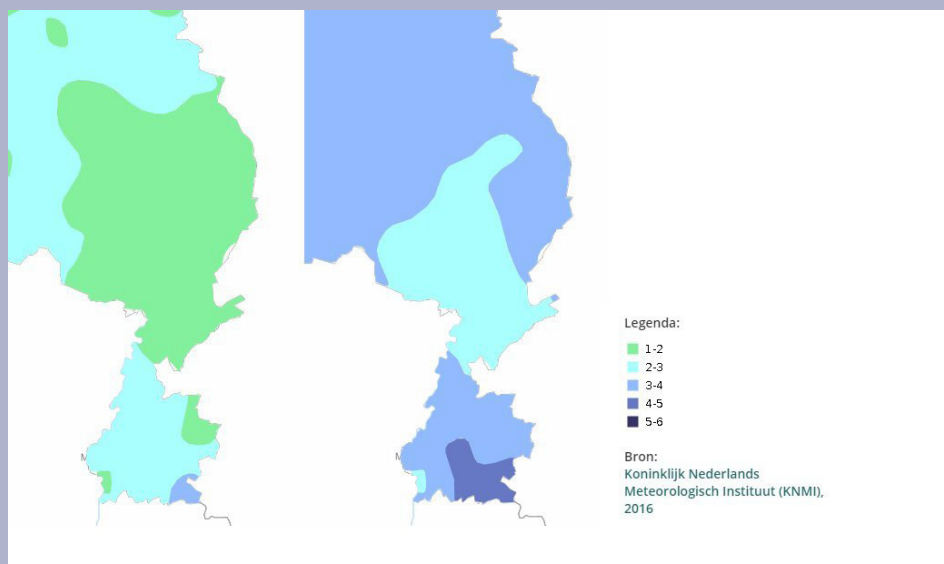 M
M
Legenda:
1-2
2-3
3-4
4-5
5-6
Bron:
Koninklijk Nederlands
Meteorologisch Instituut (KNMI),
2016